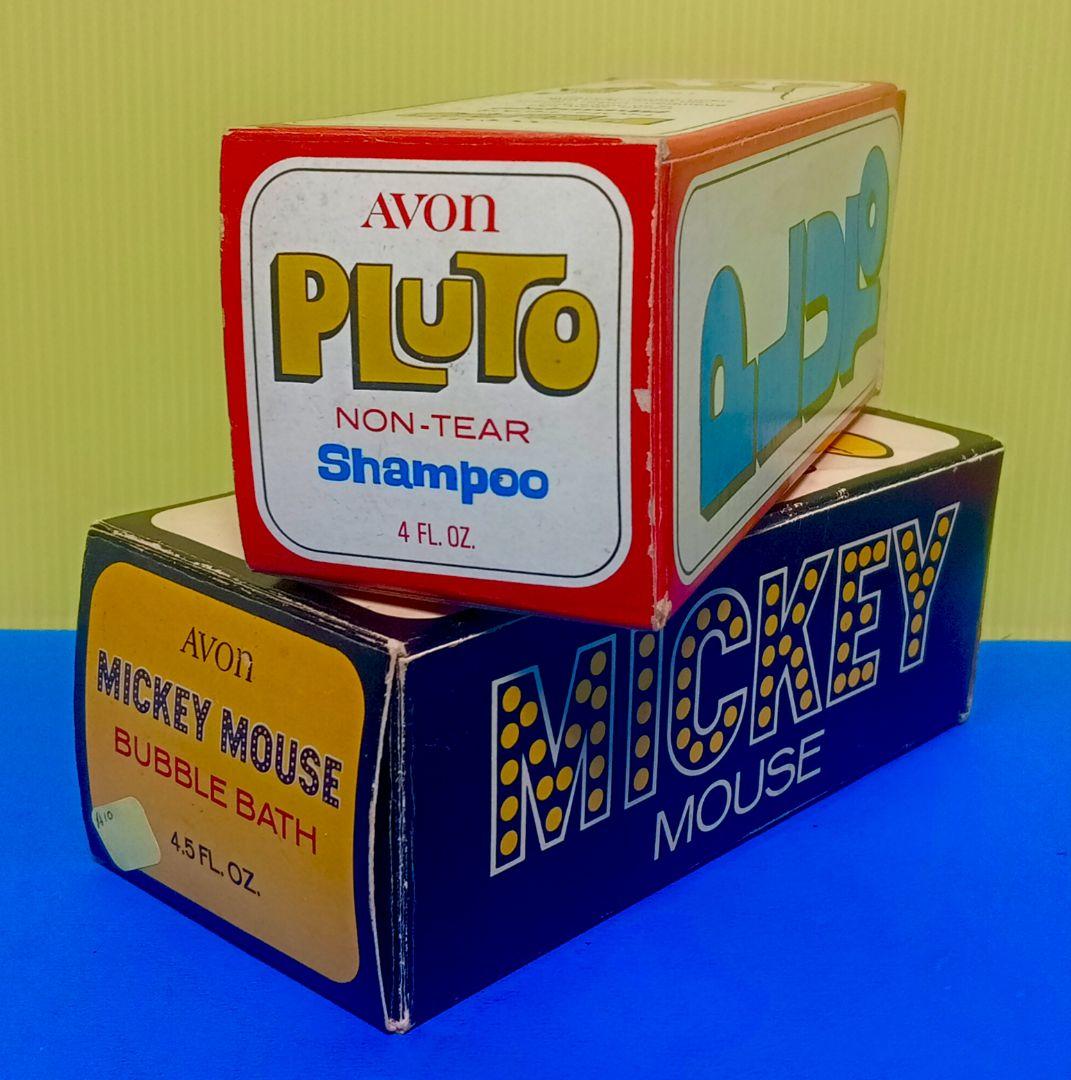 AVON
PLUTO
NON-TEAR
Shampoo
4 FL. OZ.
PLUTO
AVON
MICKEY MOUSE
BUBBLE BATH
4.5 FL. OZ.
MICKEY
MOUSE